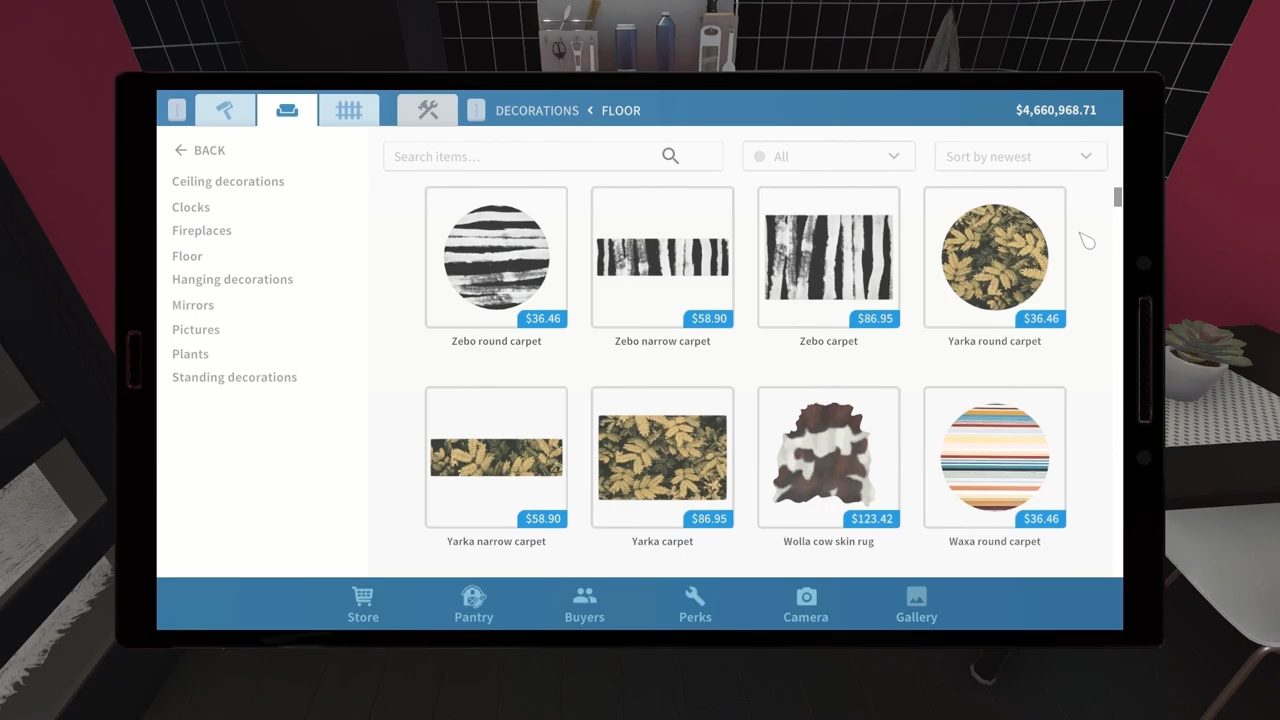 DECORATIONS < FLOOR
$4,660,968.71
BACK
Search items...
All
Sort by newest
Ceiling decorations
Clocks
Fireplaces
Floor
Hanging decorations
Mirrors
Pictures
Plants
Standing decorations
$36.46
$58.90
$86.95
$36.46
Zebo round carpet
Zebo narrow carpet
Zebo carpet
Yarka round carpet
$58.90
$86.95
$123.42
$36.46
Yarka narrow carpet
Yarka carpet
Wolla cow skin rug
Waxa round carpet
Store
Pantry
Buyers
Perks
Camera
Gallery